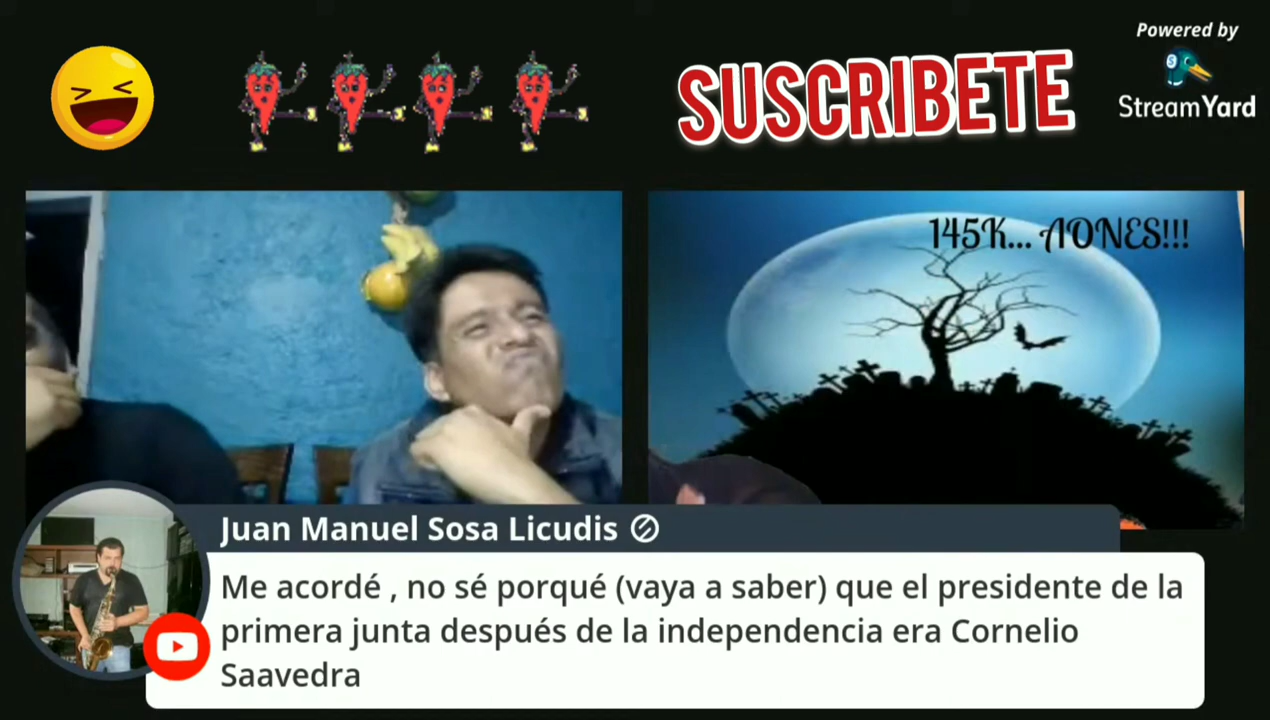 Powered by
StreamYard
SUSCRIBETE
145K... AONES!!!
Juan Manuel Sosa Licudis
Me acordé , no sé porqué (vaya a saber) que el presidente de la
primera junta después de la independencia era Cornelio
Saavedra